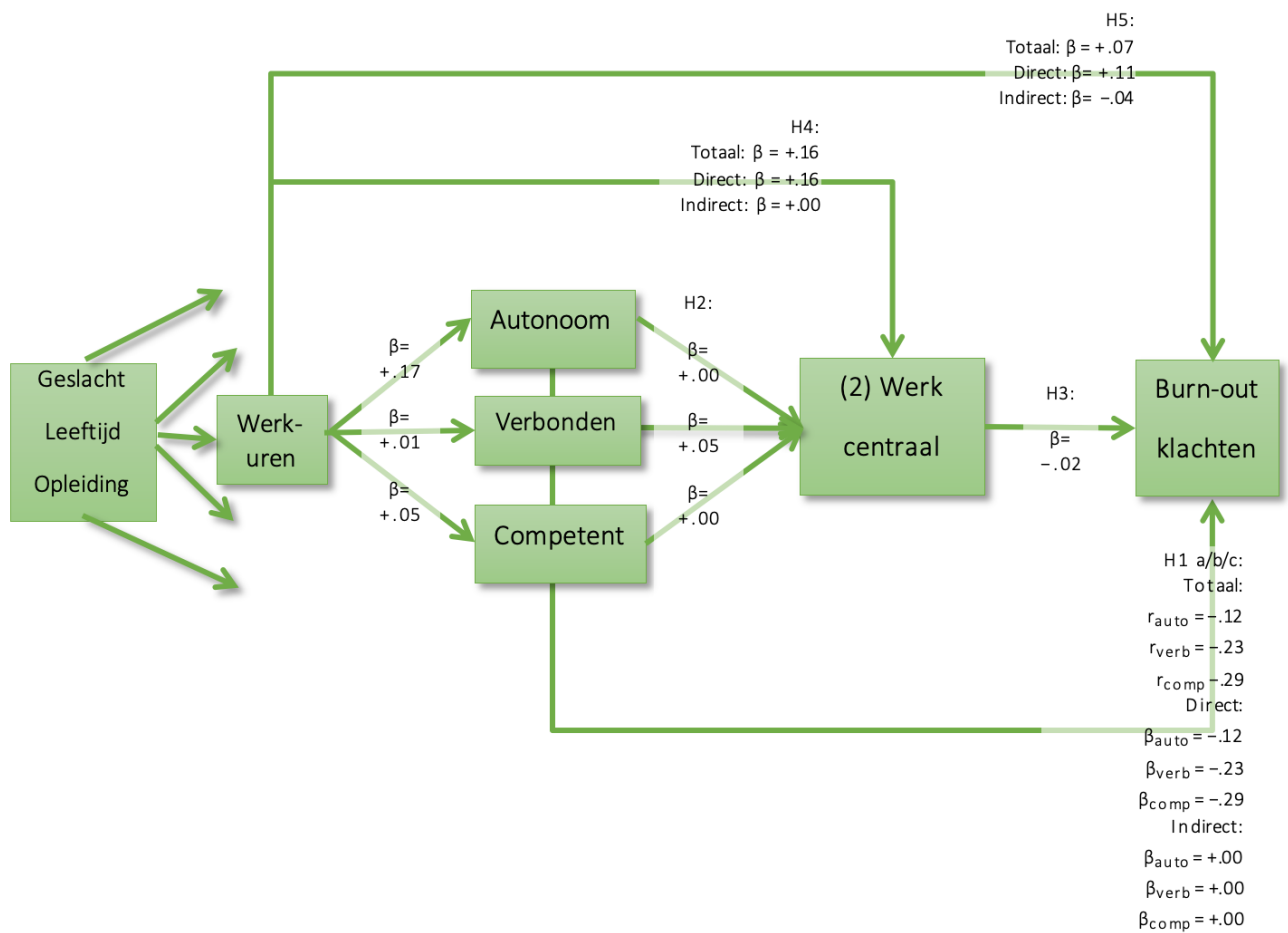 H5:
Totaal: β = +.07
Direct: β= +.11
Indirect: β= −.04
H4:
Totaal: β = +.16
Direct: β = +.16
Indirect: β = +.00
Geslacht
Leeftijd
Opleiding
Werk-
uren
β=
+.17
β=
+.01
β=
+.05
Autonoom
Verbonden
Competent
H2:
β=
+.00
β=
+.05
β=
+.00
(2) Werk
centraal
H3:
β=
−.02
Burn-out
klachten
H1 a/b/c:
Totaal:
rauto = −.12
rverb = −.23
rcomp −.29
Direct:
βauto = −.12
βverb = −.23
βcomp = −.29
Indirect:
βauto = +.00
βverb = +.00
βcomp = +.00